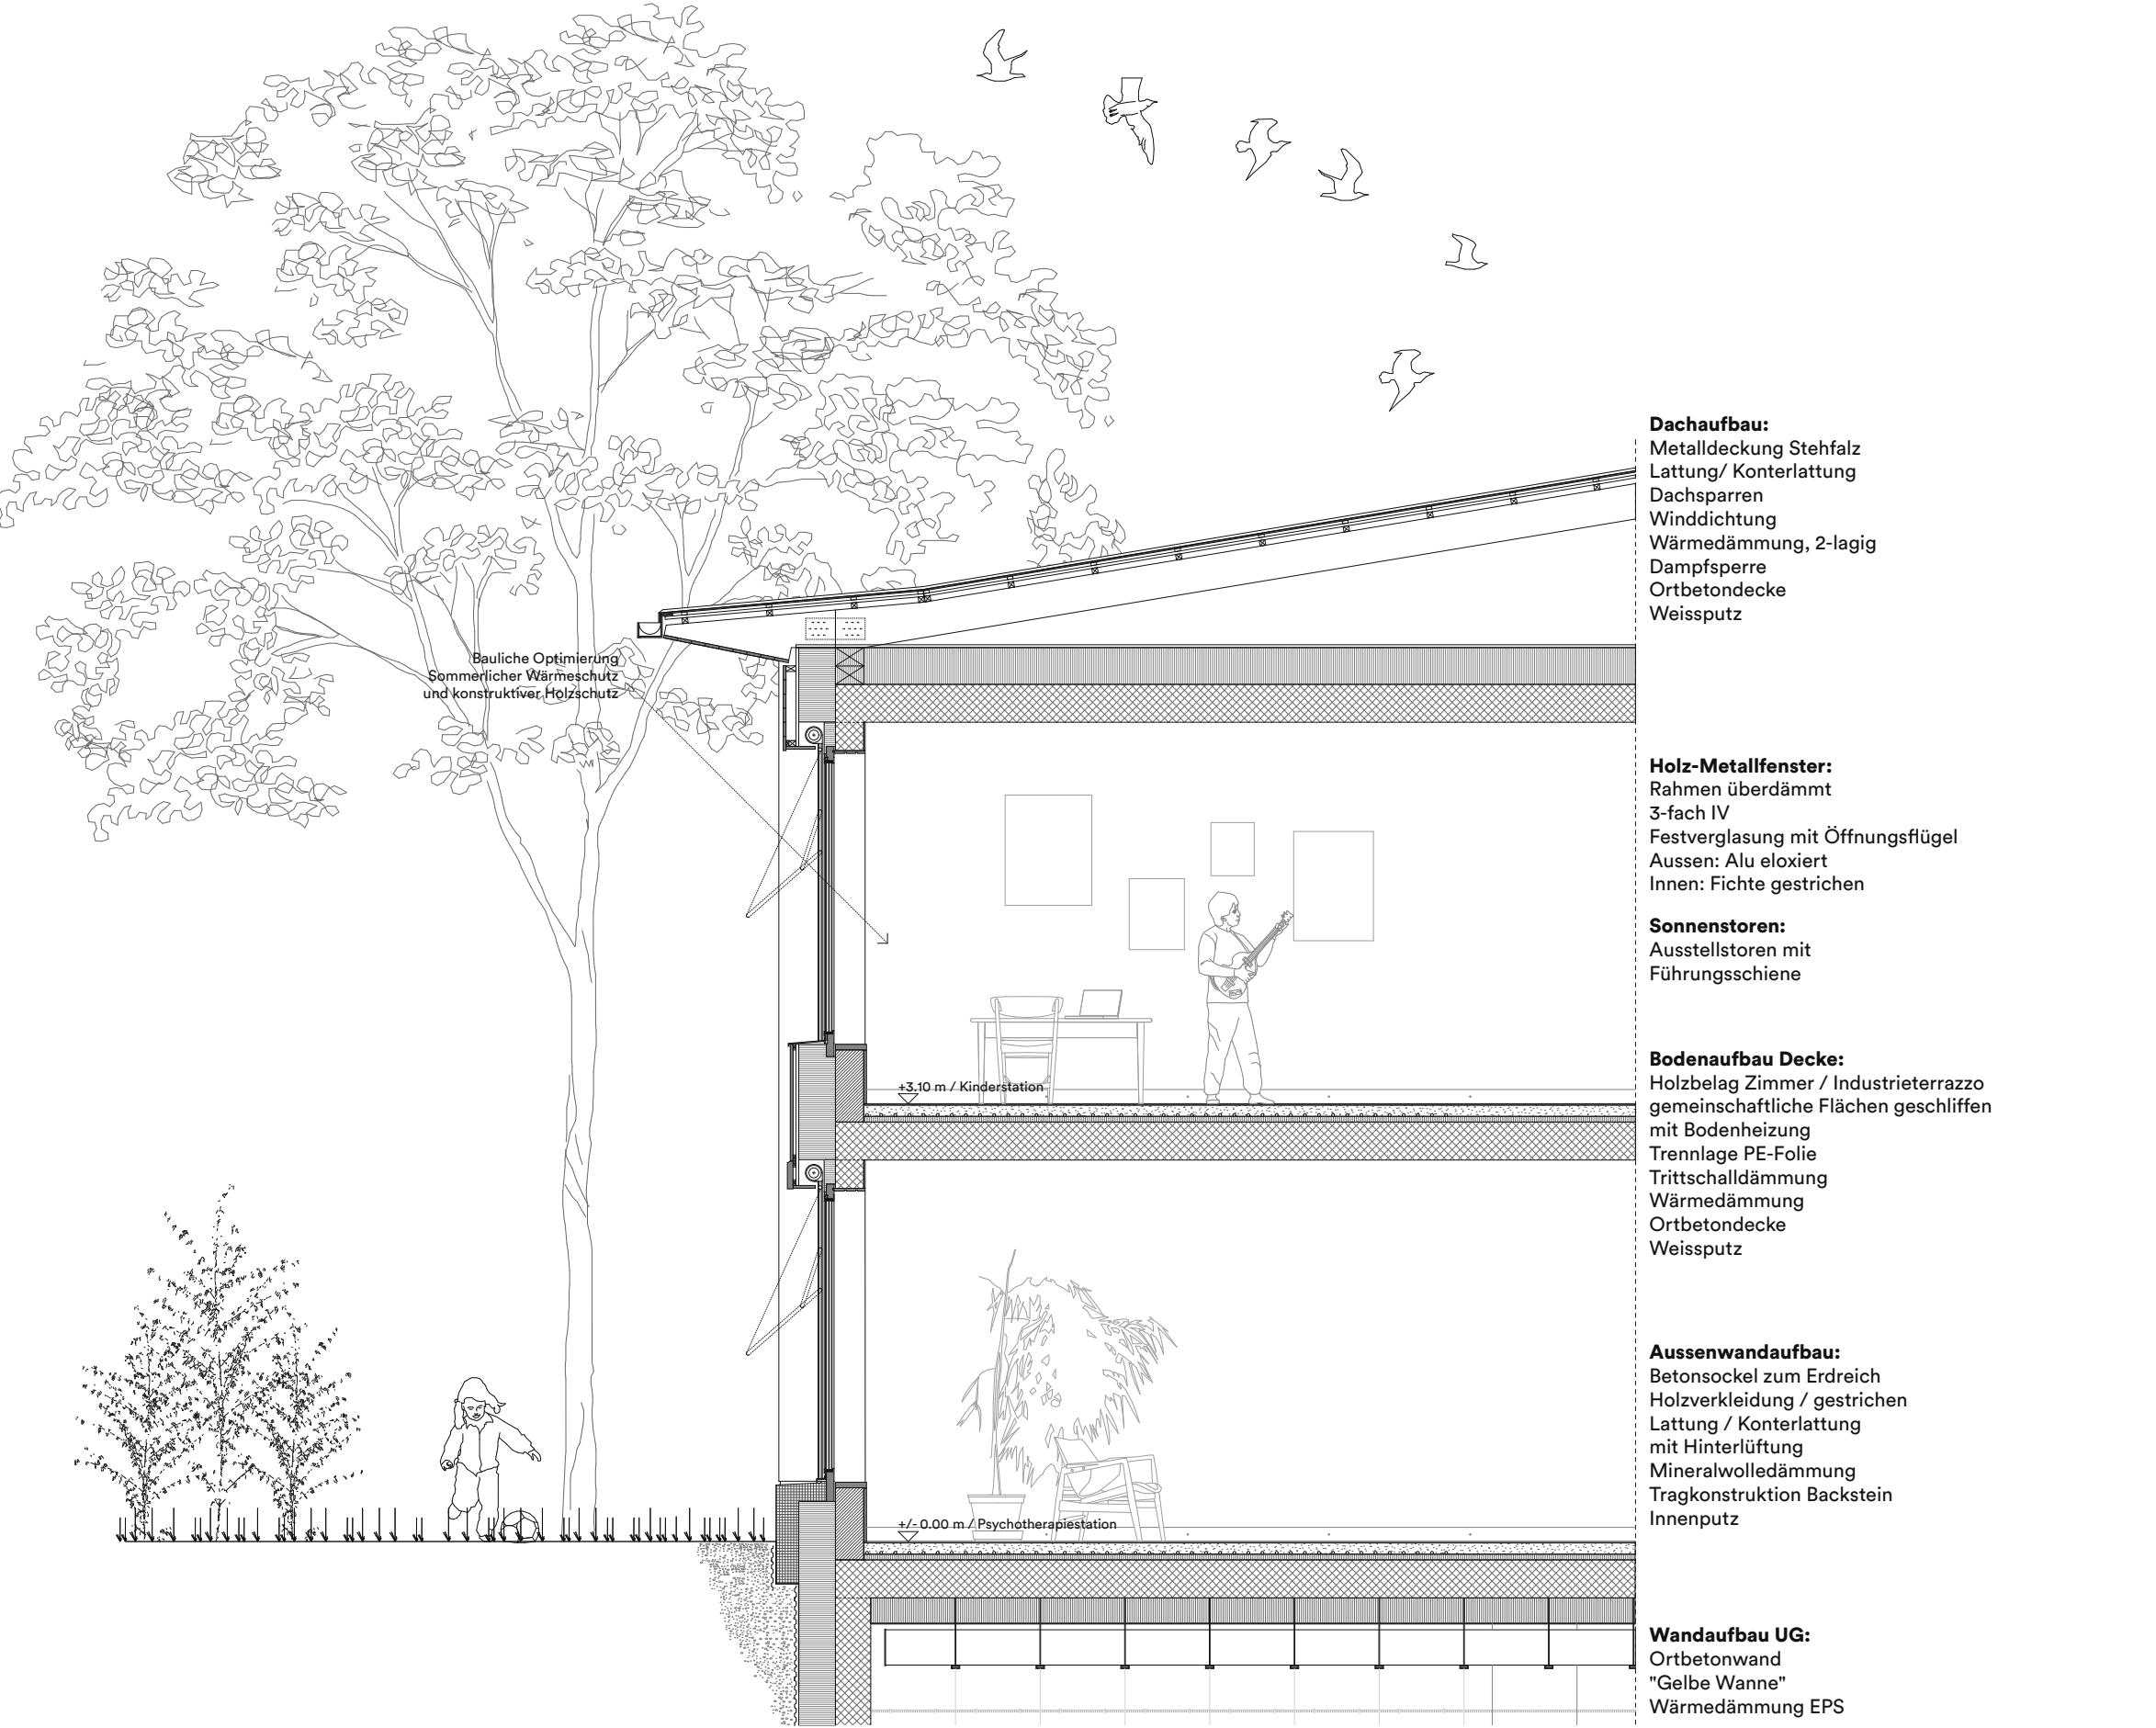 Dachaufbau:
Metalldeckung Stehfalz
Lattung/ Konterlattung
Dachsparren
Winddichtung
Wärmedämmung, 2-lagig
Dampfsperre
Ortbetondecke
Weissputz
Bauliche Optimierung
Sommerlicher Wärmeschutz
und konstruktiver Holzschutz
Holz-Metallfenster:
Rahmen überdämmt
3-fach IV
Festverglasung mit Öffnungsflügel
Aussen: Alu eloxiert
Innen: Fichte gestrichen
Sonnenstoren:
Ausstellstoren mit
Führungsschiene
+3.10 m / Kinderstation
Bodenaufbau Decke:
Holzbelag Zimmer / Industrieterrazzo
gemeinschaftliche Flächen geschliffen
mit Bodenheizung
Trennlage PE-Folie
Trittschalldämmung
Wärmedämmung
Ortbetondecke
Weissputz
Aussenwandaufbau:
Betonsockel zum Erdreich
Holzverkleidung / gestrichen
Lattung / Konterlattung
mit Hinterlüftung
Mineralwolledämmung
Tragkonstruktion Backstein
Innenputz
+/- 0.00 m / Psychotherapiestation
Wandaufbau UG:
Ortbetonwand
"Gelbe Wanne"
Wärmedämmung EPS